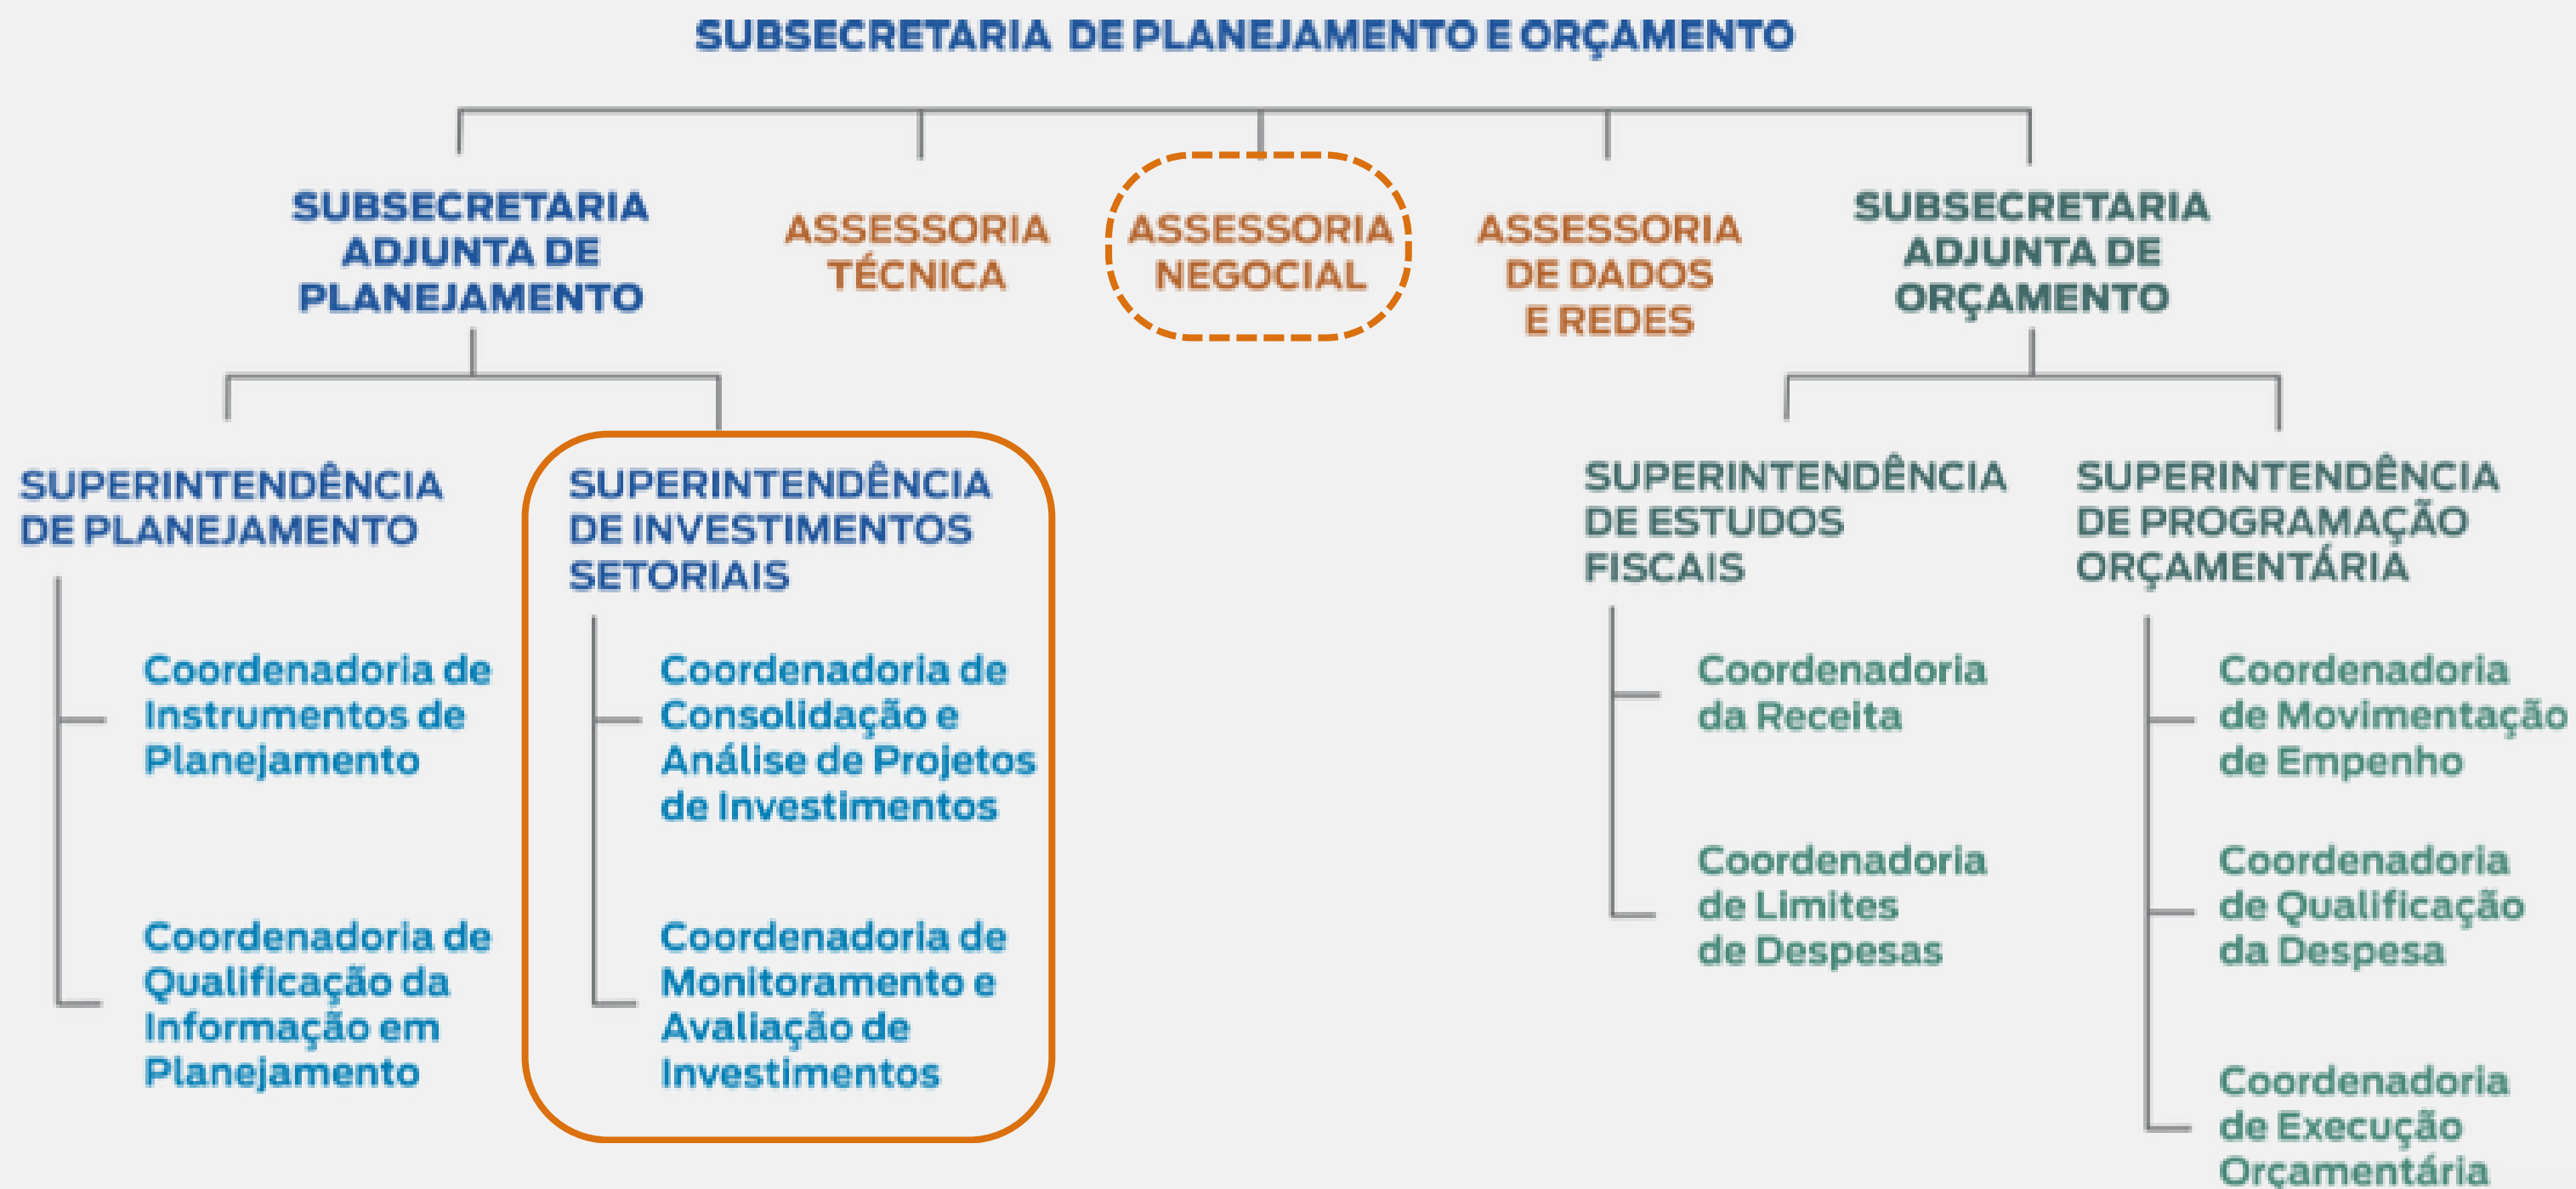 SUBSECRETARIA DE PLANEJAMENTO E ORÇAMENTO
SUBSECRETARIA
ADJUNTA DE
PLANEJAMENTO
ASSESSORIA
TÉCNICA
ASSESSORIA
NEGOCIAL
ASSESSORIA
DE DADOS
E REDES
SUBSECRETARIA
ADJUNTA DE
ORÇAMENTO
SUPERINTENDÊNCIA
DE PLANEJAMENTO
Coordenadoria de
Instrumentos de
Planejamento
Coordenadoria de
Qualificação da
Informação em
Planejamento
SUPERINTENDÊNCIA
DE INVESTIMENTOS
SETORIAIS
Coordenadoria de
Consolidação e
Análise de Projetos
de Investimentos
Coordenadoria de
Monitoramento e
Avaliação de
Investimentos
SUPERINTENDÊNCIA
DE ESTUDOS
FISCAIS
Coordenadoria
da Receita
Coordenadoria
de Limites
de Despesas
SUPERINTENDÊNCIA
DE PROGRAMAÇÃO
ORÇAMENTÁRIA
Coordenadoria
de Movimentação
de Empenho
Coordenadoria
de Qualificação
da Despesa
Coordenadoria
de Execução
Orçamentária